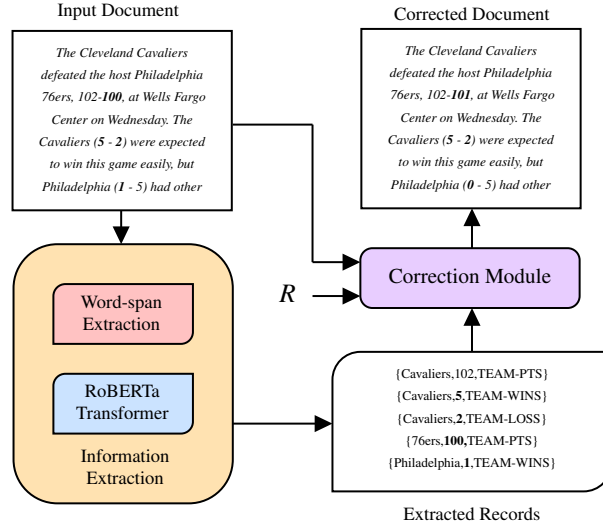 Input Document
The Cleveland Cavaliers
defeated the host Philadelphia
76ers, 102-100, at Wells Fargo
Center on Wednesday. The
Cavaliers (5 - 2) were expected
to win this game easily, but
Philadelphia (1 - 5) had other
Corrected Document
The Cleveland Cavaliers
defeated the host Philadelphia
76ers, 102-101, at Wells Fargo
Center on Wednesday. The
Cavaliers (5 - 2) were expected
to win this game easily, but
Philadelphia (0 - 5) had other
Word-span
Extraction
RoBERTa
Transformer
Information
Extraction
R
Correction Module
{Cavaliers,102,TEAM-PTS}
{Cavaliers,5,TEAM-WINS}
{Cavaliers,2,TEAM-LOSS}
{76ers,100,TEAM-PTS}
{Philadelphia,1,TEAM-WINS}
Extracted Records